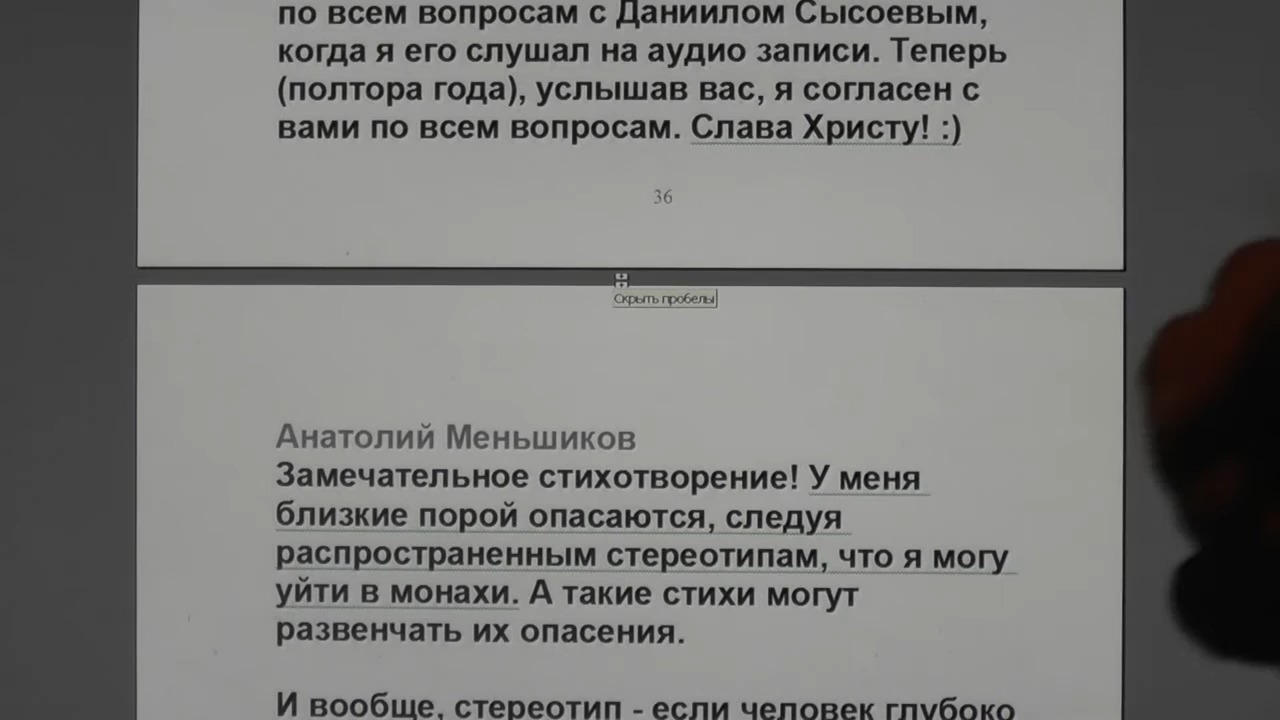 по всем вопросам с Даниилом Сысоевым,
когда я его слушал на аудио записи. Теперь
(полтора года), услышав вас, я согласен с
вами по всем вопросам. Слава Христу! :)
36
Скрыть пробелы
Анатолий Меньшиков
Замечательное стихотворение! У меня
близкие порой опасаются, следуя
распространенным стереотипам, что я могу
уйти в монахи. А такие стихи могут
развенчать их опасения.
И вообще, стереотип - если человек глубоко